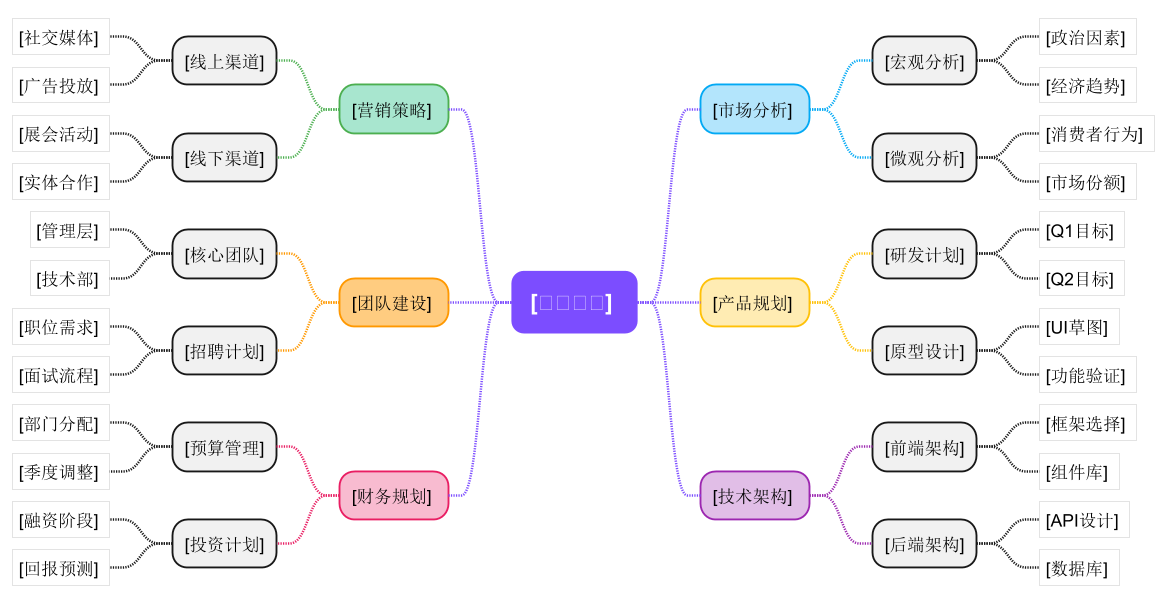 [社交媒体]
[广告投放]
[线上渠道]
[展会活动]
[实体合作]
[线下渠道]
[营销策略]
[管理层]
[技术部]
[核心团队]
[职位需求]
[面试流程]
[招聘计划]
[团队建设]
[部门分配]
[季度调整]
[预算管理]
[融资阶段]
[回报预测]
[投资计划]
[财务规划]
[市场分析]
[宏观分析]
[政治因素]
[经济趋势]
[微观分析]
[消费者行为]
[市场份额]
[产品规划]
[研发计划]
[Q1目标]
[Q2目标]
[原型设计]
[UI草图]
[功能验证]
[技术架构]
[前端架构]
[框架选择]
[组件库]
[后端架构]
[API设计]
[数据库]